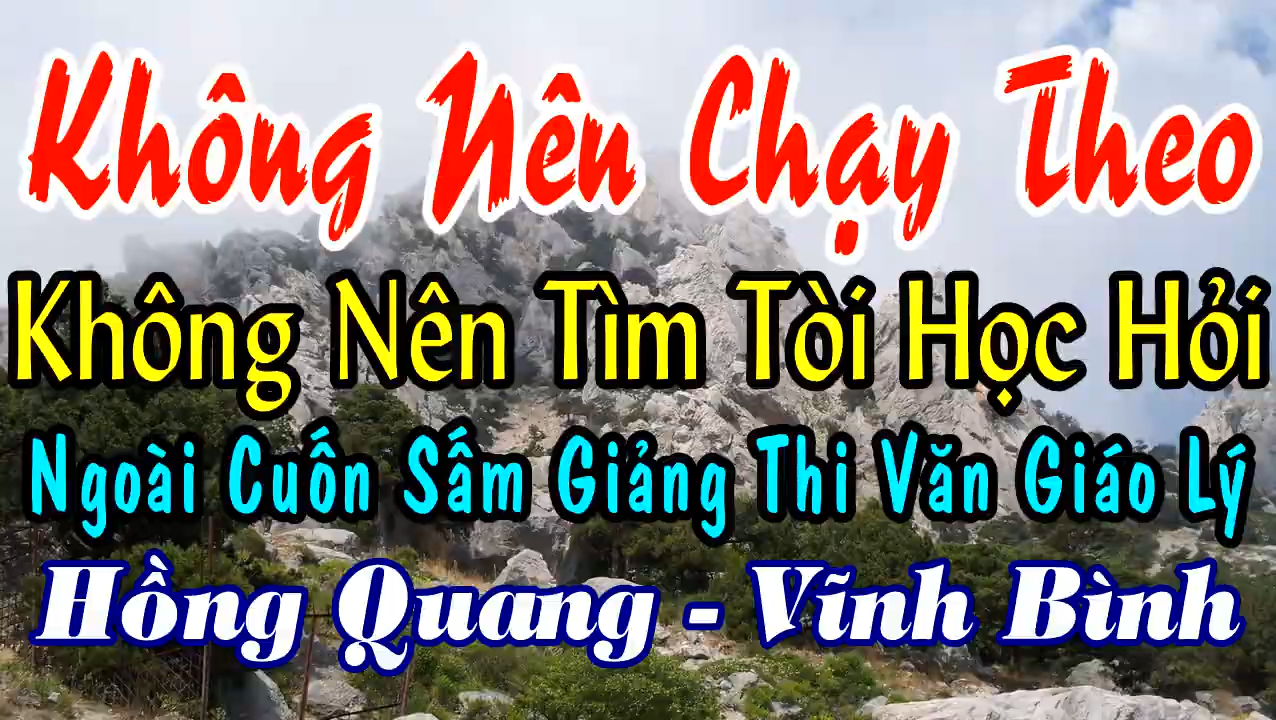 Không Nên Chạy Theo
Không Nên Tìm Tòi Học Hỏi
Ngoài Cuốn Sấm Giảng Thi Văn Giáo Lý
Hồng Quang - Vĩnh Bình